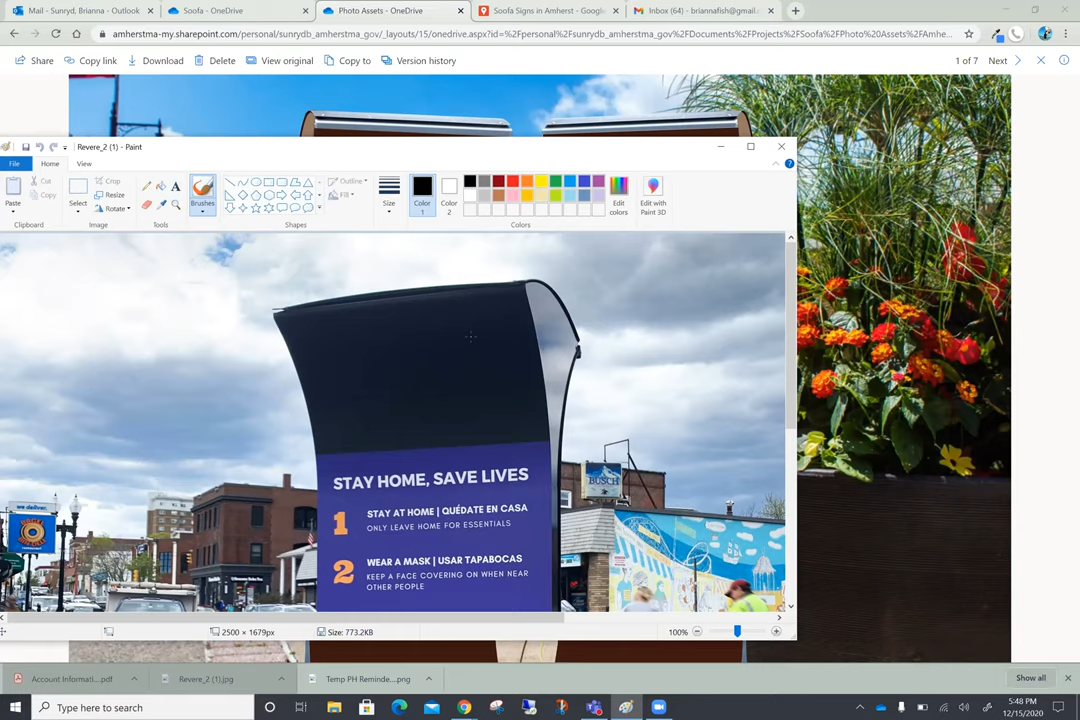 Mail - Sunryd, Brianna - Outlook
Soofa - OneDrive
Photo Assets - OneDrive
Soofa Signs in Amherst - Google
Inbox (64) - briannafish@gmail.
amherstma-my.sharepoint.com/personal/sunrydb_amherstma_gov/_layouts/15/onedrive.aspx?id=%2Fpersonal%2Fsunrydb_amherstma_gov%2FDocuments%2FProjects%2FSoofa%2FPhoto%20Assets%2FAmhe...
Share
Copy link
Download
Delete
View original
Copy to
Version history
1 of 7
Next
Revere_2 (1) - Paint
File
Home
View
Paste
Cut
Copy
Clipboard
Select
Crop
Resize
Rotate
Image
A
Tools
Brushes
Outline
Fill
Shapes
Size
Color 1
Color 2
Edit colors
Edit with Paint 3D
Colors
STAY HOME, SAVE LIVES
1
STAY AT HOME | QUÉDATE EN CASA
ONLY LEAVE HOME FOR ESSENTIALS
2
WEAR A MASK | USAR TAPABOCAS
KEEP A FACE COVERING ON WHEN NEAR
OTHER PEOPLE
we deliver.
BUSCH
2500 × 1679px
Size: 773.2KB
100%
Account Informati....pdf
Revere_2 (1).jpg
Temp PH Reminde....png
Show all
Type here to search
5:48 PM
12/15/2020